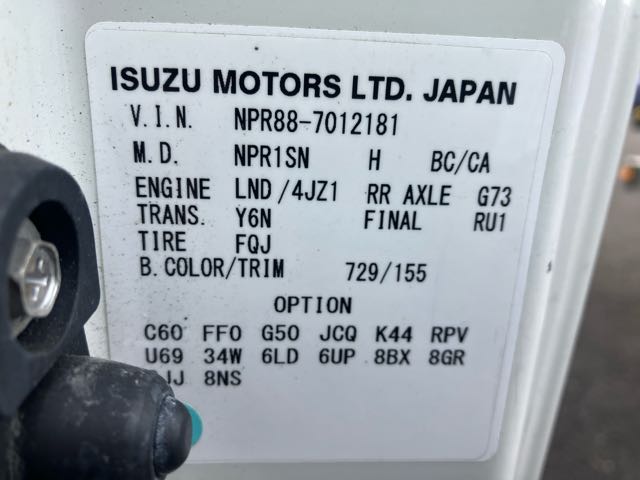 ISUZU MOTORS LTD. JAPAN
V.I.N. NPR88-7012181
M.D. NPR1SN H BC/CA
ENGINE LND/4JZ1 RR AXLE G73
TRANS. Y6N FINAL RU1
TIRE FQJ
B.COLOR/TRIM 729/155
OPTION
C60 FF0 G50 JCQ K44 RPV
U69 34W 6LD 6UP 8BX 8GR
8NS